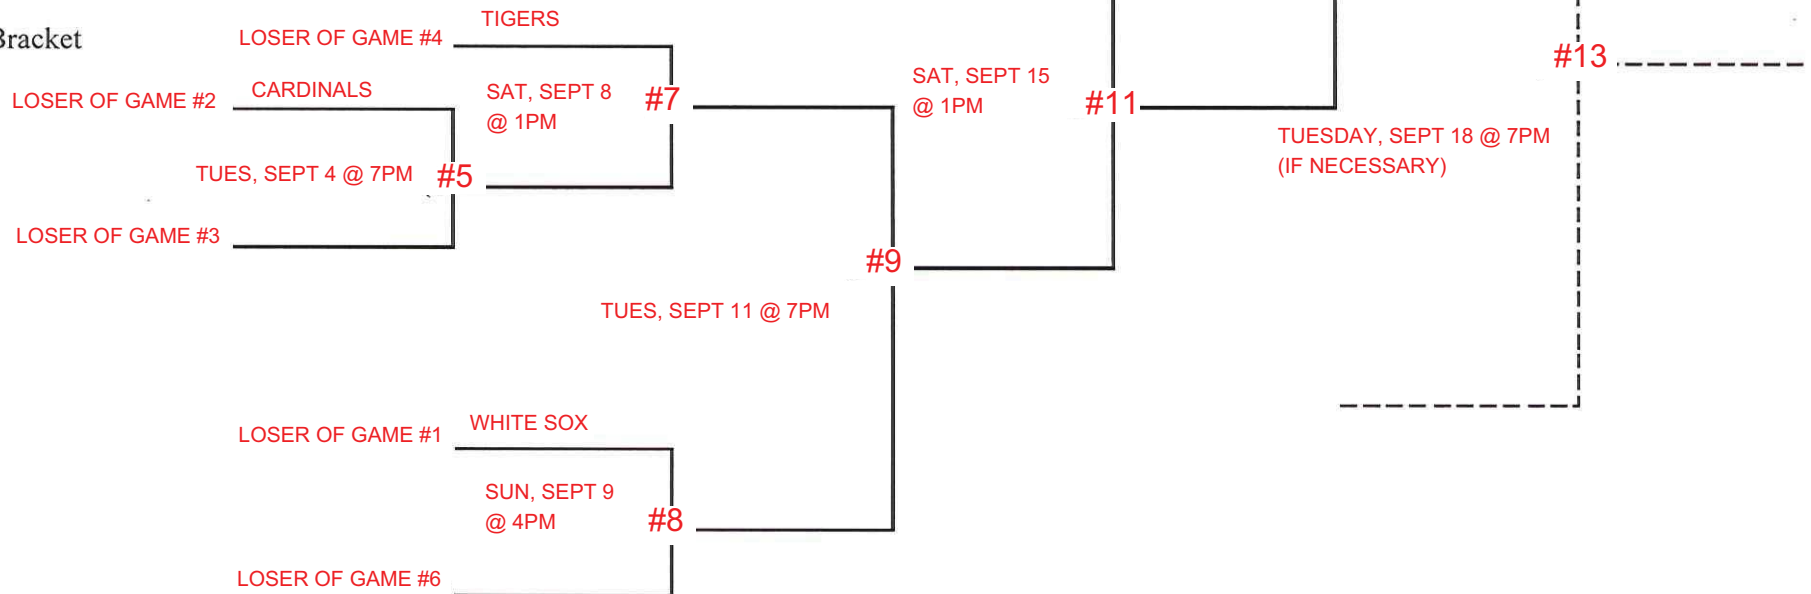 TIGERS
Bracket
LOSER OF GAME #4
CARDINALS
LOSER OF GAME #2
SAT, SEPT 8
@ 1PM
#7
TUES, SEPT 4 @ 7PM
#5
LOSER OF GAME #3
SAT, SEPT 15
@ 1PM
#11
#13
TUESDAY, SEPT 18 @ 7PM
(IF NECESSARY)
#9
TUES, SEPT 11 @ 7PM
WHITE SOX
LOSER OF GAME #1
SUN, SEPT 9
@ 4PM
#8
LOSER OF GAME #6